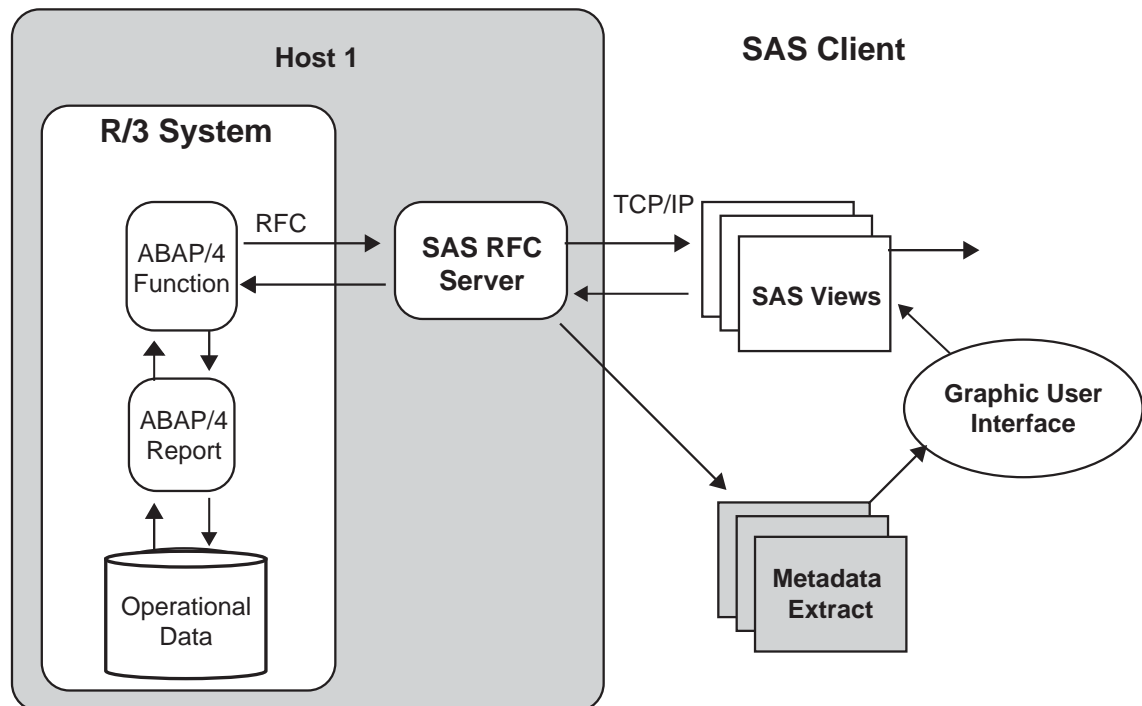 Host 1
SAS Client
R/3 System
ABAP/4
Function
RFC
SAS RFC
Server
TCP/IP
SAS Views
ABAP/4
Report
Graphic User
Interface
Operational
Data
Metadata
Extract